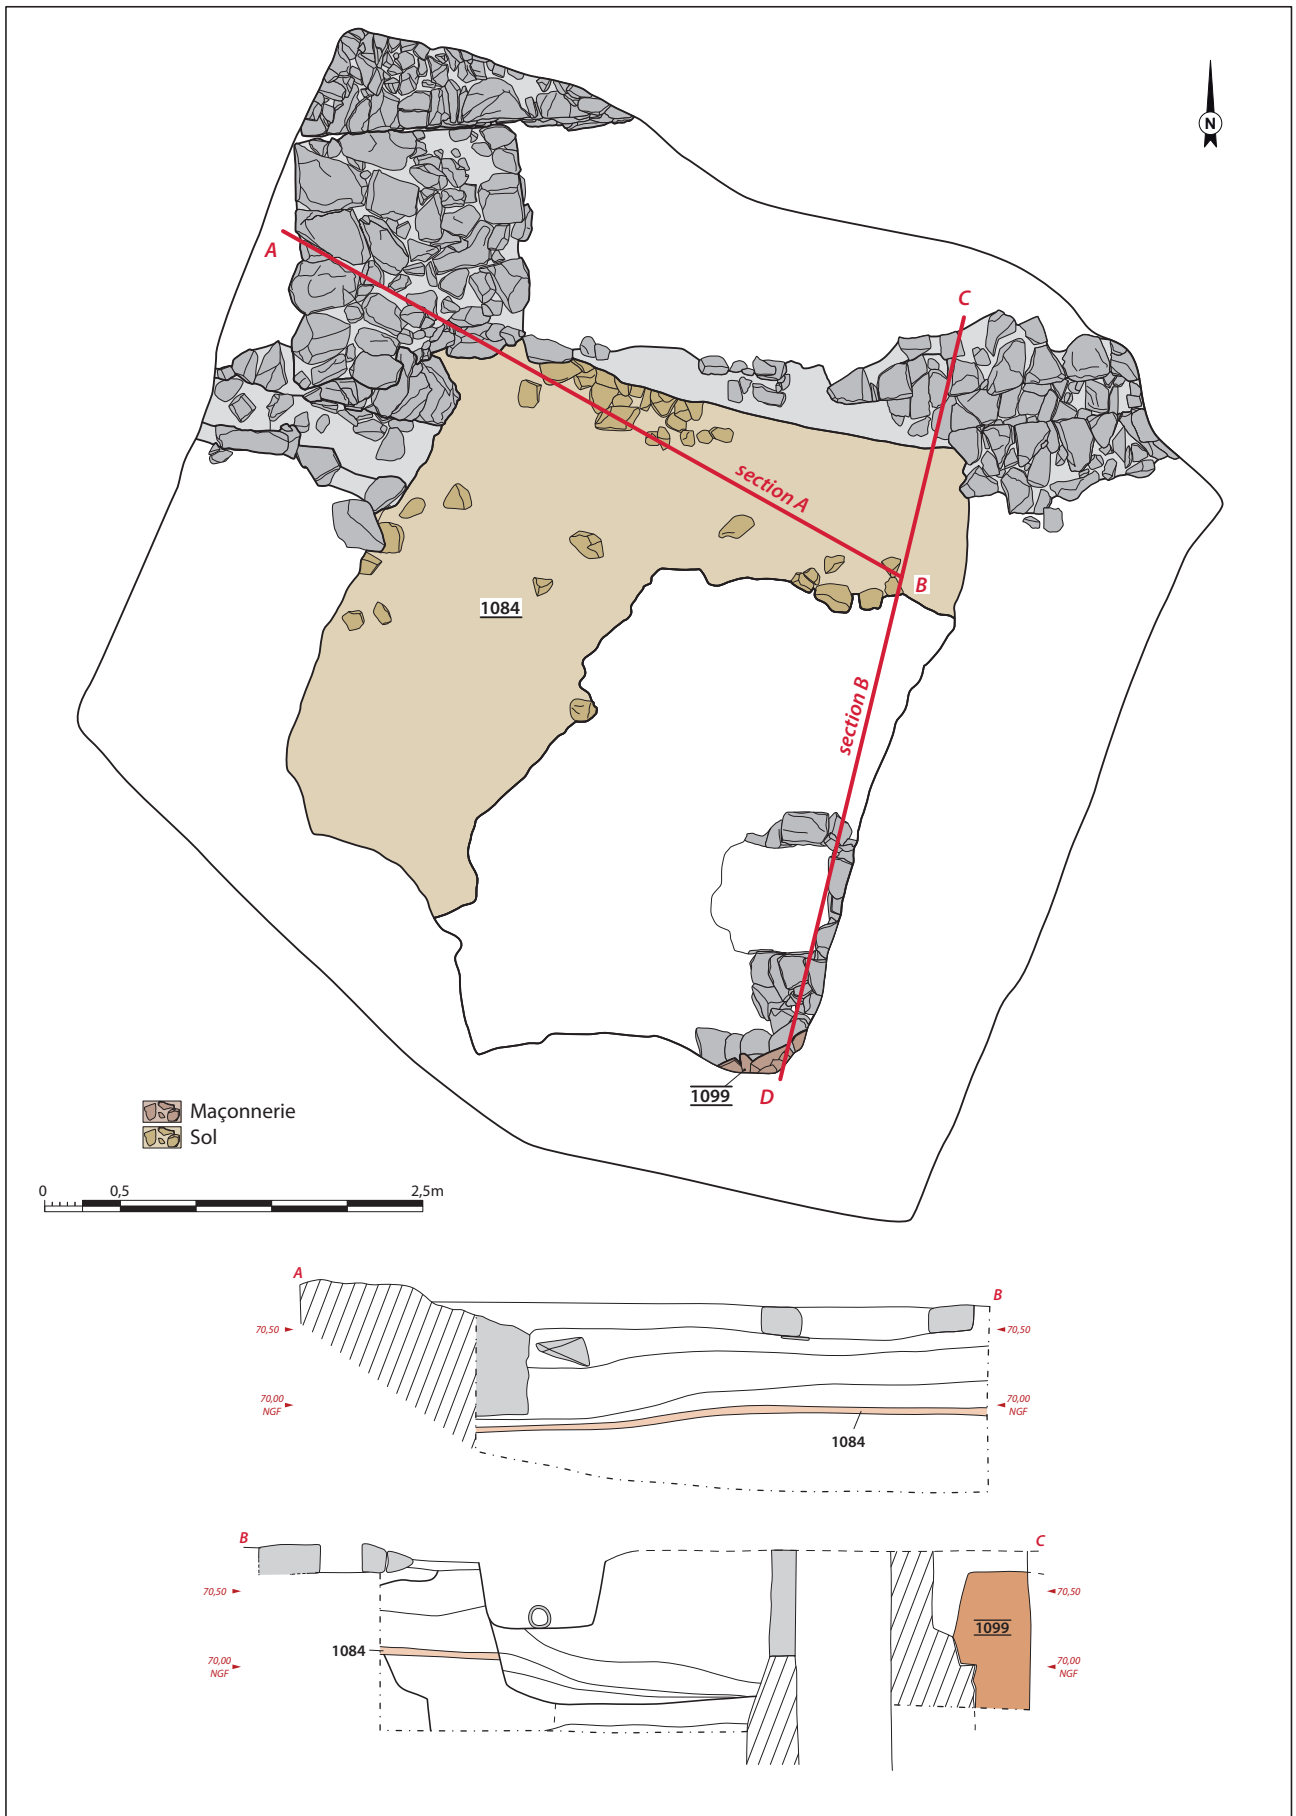 N
A
C
section A
B
1084
section B
1099
D
Maçonnerie
Sol
0 0,5 2,5m
A
B
70,50 70,50
70,00 70,00
NGF NGF
1084
B
C
70,50 70,50
1099
1084
70,00 70,00
NGF NGF